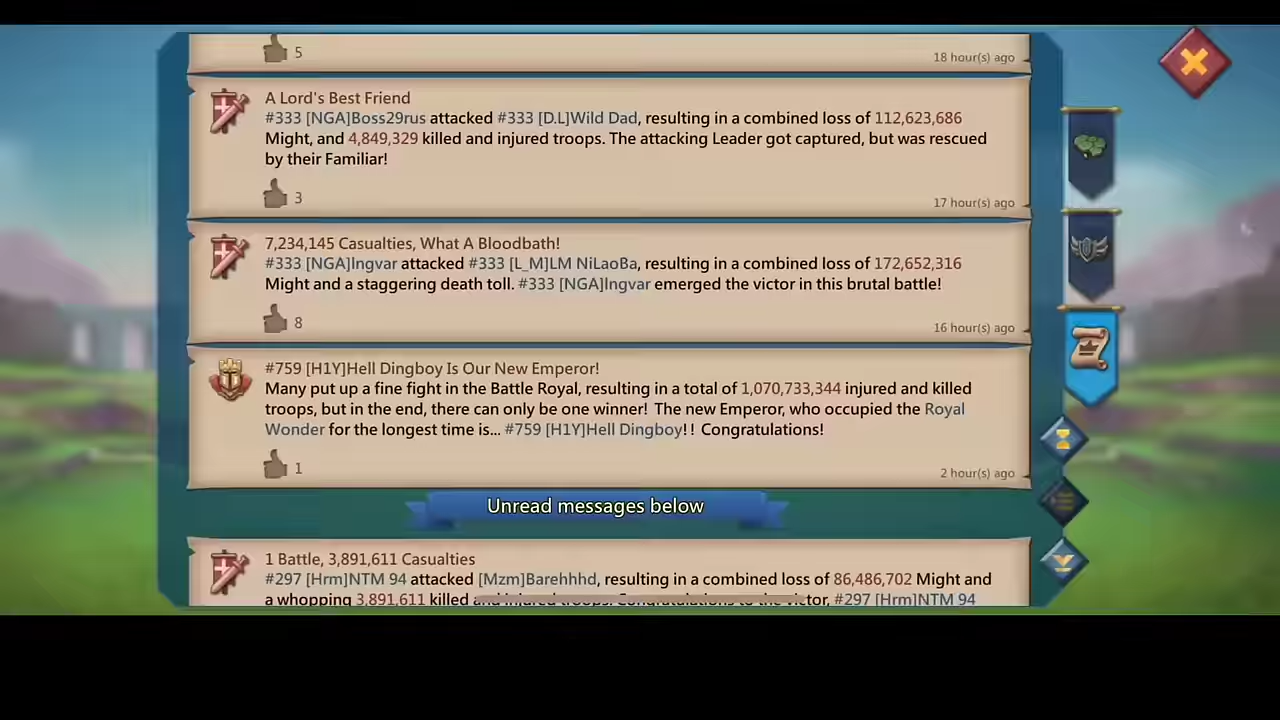 5
18 hour(s) ago
A Lord's Best Friend
#333 [NGA]Boss29rus attacked #333 [D.L]Wild Dad, resulting in a combined loss of 112,623,686
Might, and 4,849,329 killed and injured troops. The attacking Leader got captured, but was rescued
by their Familiar!
3
17 hour(s) ago
7,234,145 Casualties, What A Bloodbath!
#333 [NGA]Ingvar attacked #333 [L_M]LM NiLaoBa, resulting in a combined loss of 172,652,316
Might and a staggering death toll. #333 [NGA]Ingvar emerged the victor in this brutal battle!
8
16 hour(s) ago
#759 [H1Y]Hell Dingboy Is Our New Emperor!
Many put up a fine fight in the Battle Royal, resulting in a total of 1,070,733,344 injured and killed
troops, but in the end, there can only be one winner! The new Emperor, who occupied the Royal
Wonder for the longest time is... #759 [H1Y]Hell Dingboy!! Congratulations!
1
2 hour(s) ago
Unread messages below
1 Battle, 3,891,611 Casualties
#297 [Hrm]NTM 94 attacked [Mzm]Barehhhd, resulting in a combined loss of 86,486,702 Might and
a whopping 3,891,611 killed and injured troops. Congratulations to the victor, #297 [Hrm]NTM 94